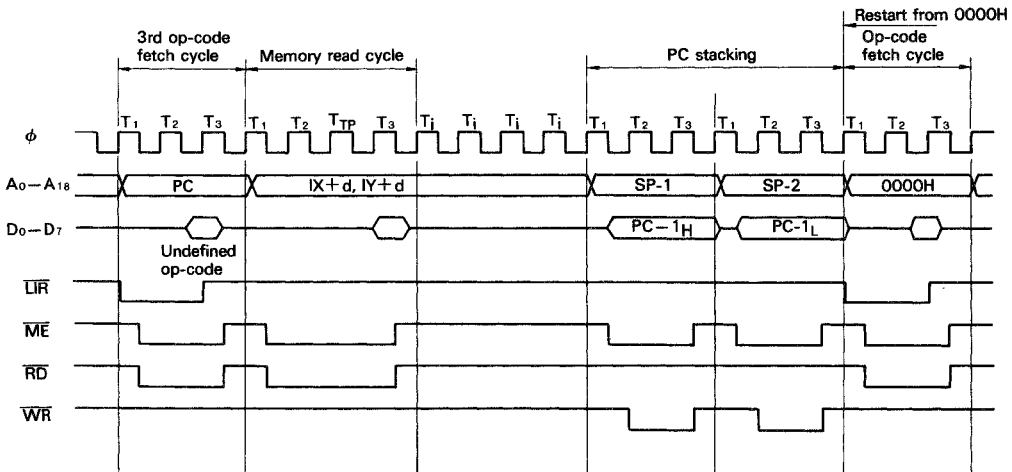 Restart from 0000H
3rd op-code
fetch cycle
Memory read cycle
PC stacking
Op-code
fetch cycle
φ
T1 T2 T3 T1 T2 TTP T3 Ti Ti Ti Ti T1 T2 T3 T1 T2 T3 T1 T2 T3
A0—A18 PC IX+d, IY+d SP-1 SP-2 0000H
D0—D7 PC-1H PC-1L
Undefined
op-code
LIR
ME
RD
WR